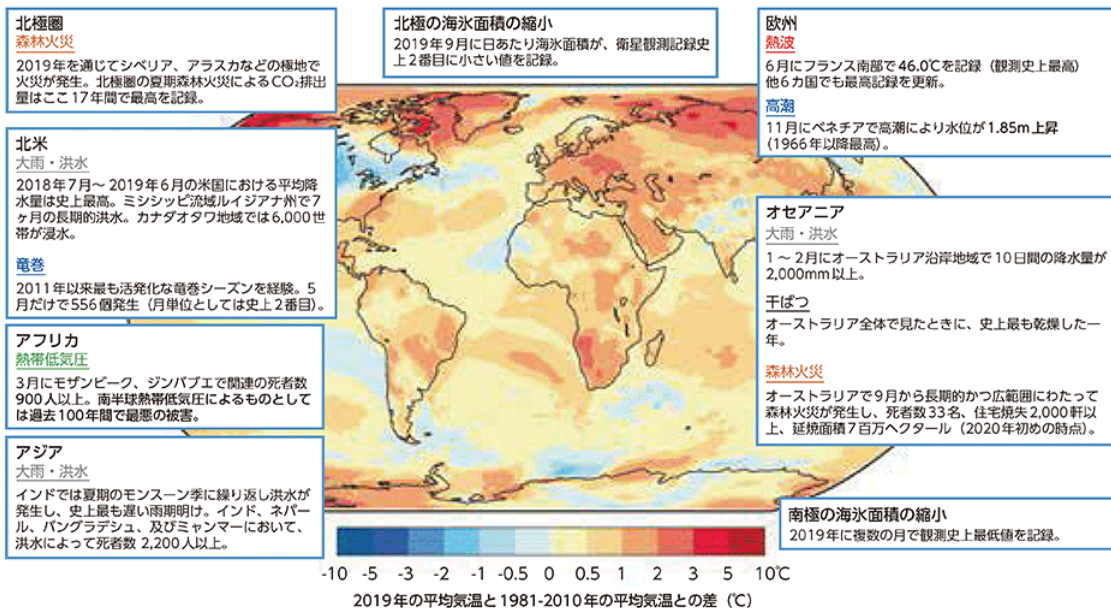 北極圏
森林火災
2019年を通じてシベリア、アラスカなどの極地で
火災が発生。北極圏の夏期森林火災によるCO₂排出
量はここ17年間で最高を記録。
北極の海氷面積の縮小
2019年9月に日あたり海氷面積が、衛星観測記録史
上2番目に小さい値を記録。
欧州
熱波
6月にフランス南部で46.0℃を記録（観測史上最高）
他6カ国でも最高記録を更新。
高潮
11月にベネチアで高潮により水位が1.85m上昇
（1966年以降最高）。
北米
大雨・洪水
2018年7月～2019年6月の米国における平均降
水量は史上最高。ミシシッピ流域ルイジアナ州で7
ヶ月の長期的洪水。カナダオタワ地域では6,000世
帯が浸水。
竜巻
2011年以来最も活発化な竜巻シーズンを経験。5
月だけで556個発生（月単位としては史上2番目）。
オセアニア
大雨・洪水
1～2月にオーストラリア沿岸地域で10日間の降水量が
2,000mm以上。
干ばつ
オーストラリア全体で見たときに、史上最も乾燥した一
年。
森林火災
オーストラリアで9月から長期的かつ広範囲にわたって
森林火災が発生し、死者数33名、住宅焼失2,000軒以
上、延焼面積7百万ヘクタール（2020年初めの時点）。
アフリカ
熱帯低気圧
3月にモザンビーク、ジンバブエで関連の死者数
900人以上。南半球熱帯低気圧によるものとしては
過去100年間で最悪の被害。
アジア
大雨・洪水
インドでは夏期のモンスーン季に繰り返し洪水が
発生し、史上最も遅い雨期明け。インド、ネパー
ル、バングラデシュ、及びミャンマーにおいて、
洪水によって死者数 2,200人以上。
南極の海氷面積の縮小
2019年に複数の月で観測史上最低値を記録。
-10 -5 -3 -2 -1 -0.5 0 0.5 1 2 3 5 10℃
2019年の平均気温と1981-2010年の平均気温との差（℃）